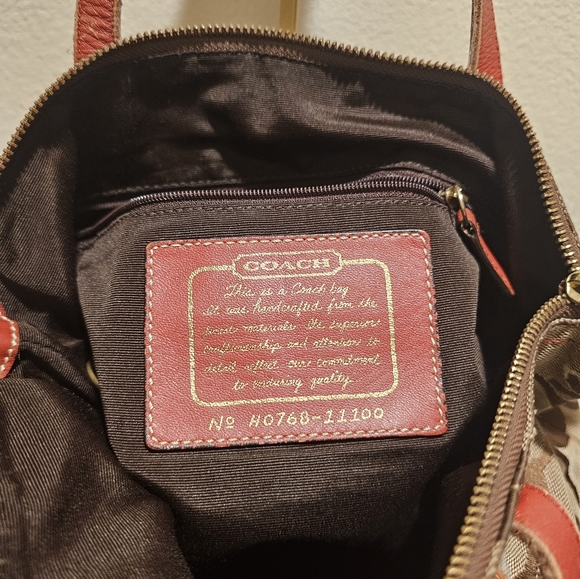 COACH
This is a Coach bag
it was handcrafted from the
finest materials. The superior
craftsmanship and attention to
detail reflect our commitment
to enduring quality.
Nº H0768-11100